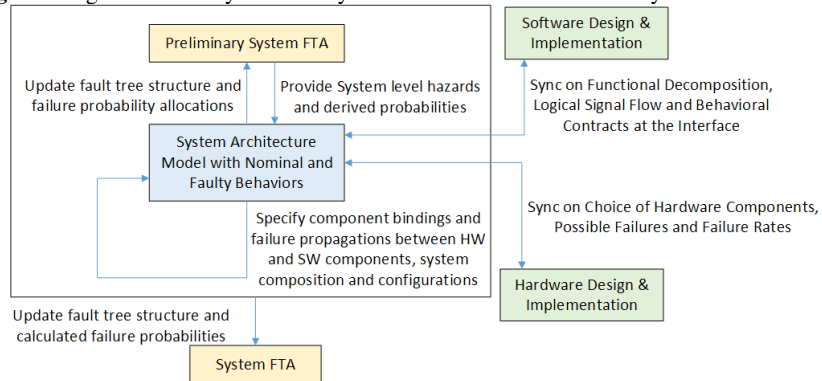 Preliminary System FTA
Software Design &
Implementation
Update fault tree structure and
failure probability allocations
Provide System level hazards
and derived probabilities
Sync on Functional Decomposition,
Logical Signal Flow and Behavioral
Contracts at the Interface
System Architecture
Model with Nominal and
Faulty Behaviors
Specify component bindings and
failure propagations between HW
and SW components, system
composition and configurations
Sync on Choice of Hardware Components,
Possible Failures and Failure Rates
Hardware Design &
Implementation
Update fault tree structure and
calculated failure probabilities
System FTA